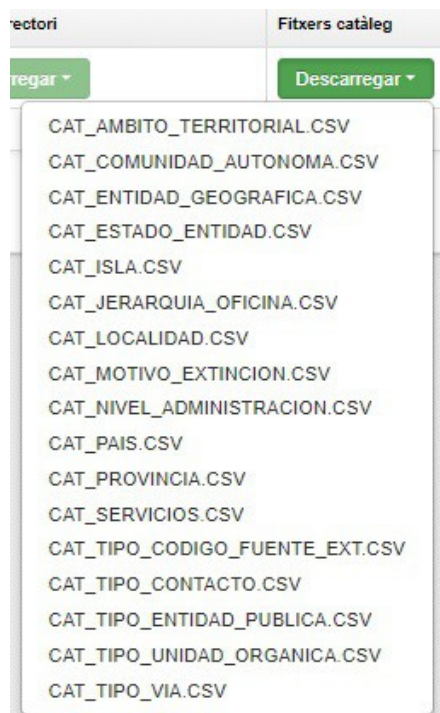 rectori Fitxers catàleg
regar Descarregar
CAT_AMBITO_TERRITORIAL.CSV
CAT_COMUNIDAD_AUTONOMA.CSV
CAT_ENTIDAD_GEOGRAFICA.CSV
CAT_ESTADO_ENTIDAD.CSV
CAT_ISLA.CSV
CAT_JERARQUIA_OFICINA.CSV
CAT_LOCALIDAD.CSV
CAT_MOTIVO_EXTINCION.CSV
CAT_NIVEL_ADMINISTRACION.CSV
CAT_PAIS.CSV
CAT_PROVINCIA.CSV
CAT_SERVICIOS.CSV
CAT_TIPO_CODIGO_FUENTE_EXT.CSV
CAT_TIPO_CONTACTO.CSV
CAT_TIPO_ENTIDAD_PUBLICA.CSV
CAT_TIPO_UNIDAD_ORGANICA.CSV
CAT_TIPO_VIA.CSV